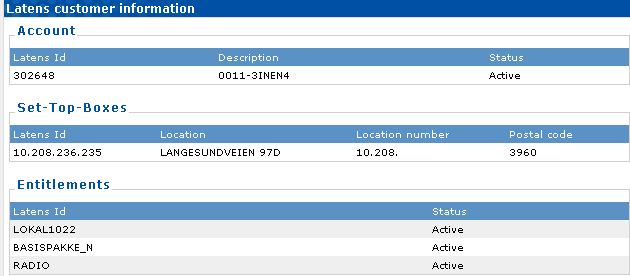 Latens customer information
Account
Latens Id Description Status
302648 0011-3INEN4 Active
Set-Top-Boxes
Latens Id Location Location number Postal code
10.208.236.235 LANGESUNDVEIEN 97D 10.208. 3960
Entitlements
Latens Id Status
LOKAL1022 Active
BASISPAKKE_N Active
RADIO Active